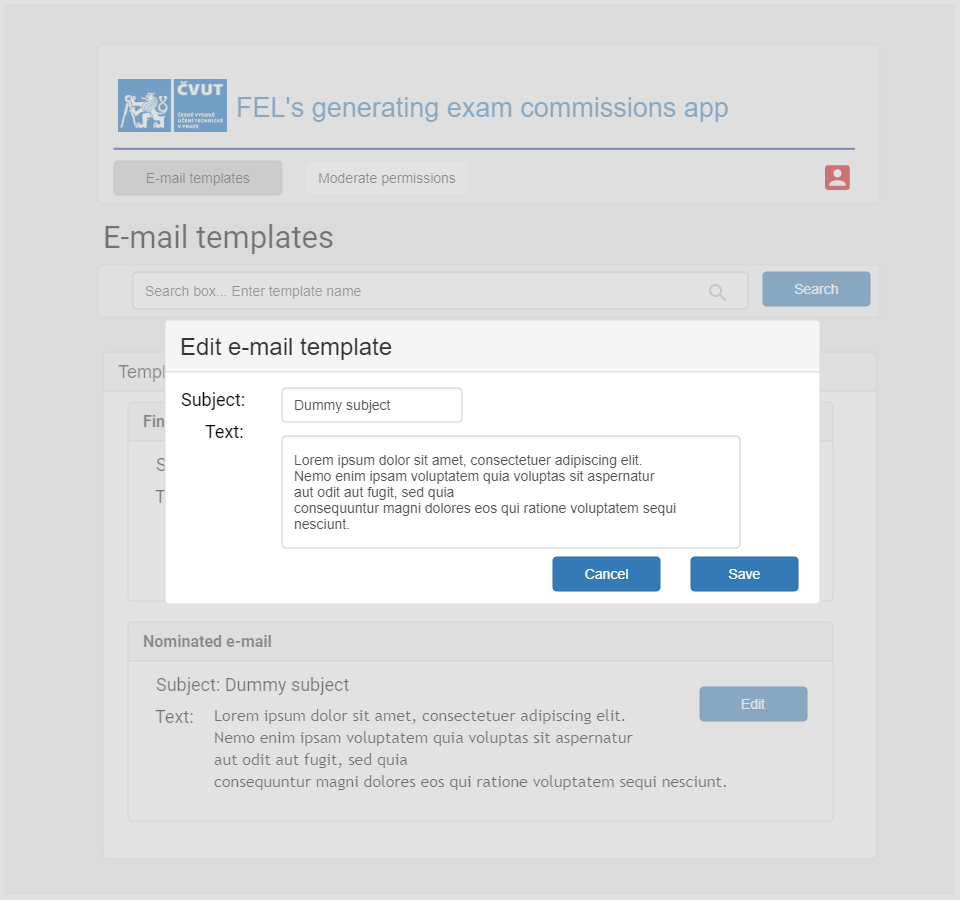 ČVUT
ČESKÉ VYSOKÉ
UČENÍ TECHNICKÉ
V PRAZE
FEL's generating exam commissions app
E-mail templates
Moderate permissions
E-mail templates
Search box... Enter template name
Search
Edit e-mail template
Subject:
Dummy subject
Text:
Lorem ipsum dolor sit amet, consectetuer adipiscing elit.
Nemo enim ipsam voluptatem quia voluptas sit aspernatur
aut odit aut fugit, sed quia
consequuntur magni dolores eos qui ratione voluptatem sequi
nesciunt.
Cancel
Save
Nominated e-mail
Subject: Dummy subject
Edit
Text:
Lorem ipsum dolor sit amet, consectetuer adipiscing elit.
Nemo enim ipsam voluptatem quia voluptas sit aspernatur
aut odit aut fugit, sed quia
consequuntur magni dolores eos qui ratione voluptatem sequi nesciunt.